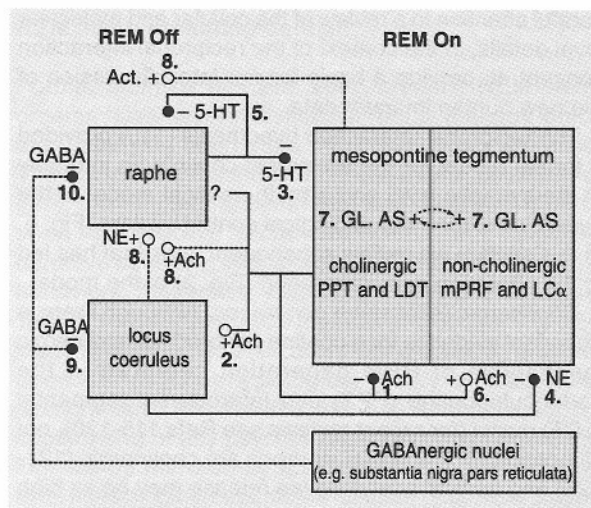 REM Off
REM On
8.
Act. +
– 5-HT
5.
GABA
–
10.
raphe
–
5-HT
3.
?
mesopontine tegmentum
7. GL. AS +
+ 7. GL. AS
NE+
8.
+Ach
8.
cholinergic
PPT and LDT
non-cholinergic
mPRF and LCα
GABA
–
9.
locus
coeruleus
+Ach
2.
– Ach
1.
+ Ach
6.
– NE
4.
GABAnergic nuclei
(e.g. substantia nigra pars reticulata)